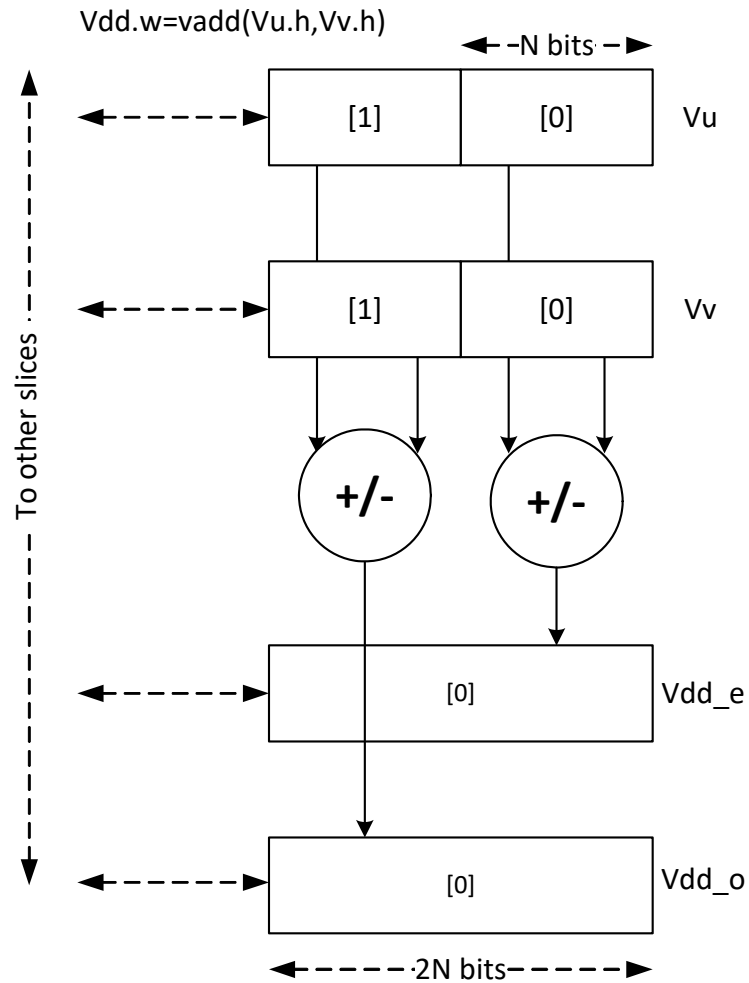 Vdd.w=vadd(Vu.h,Vv.h)
N bits
[1] [0] Vu
[1] [0] Vv
To other slices
+/- +/-
[0] Vdd_e
[0] Vdd_o
2N bits